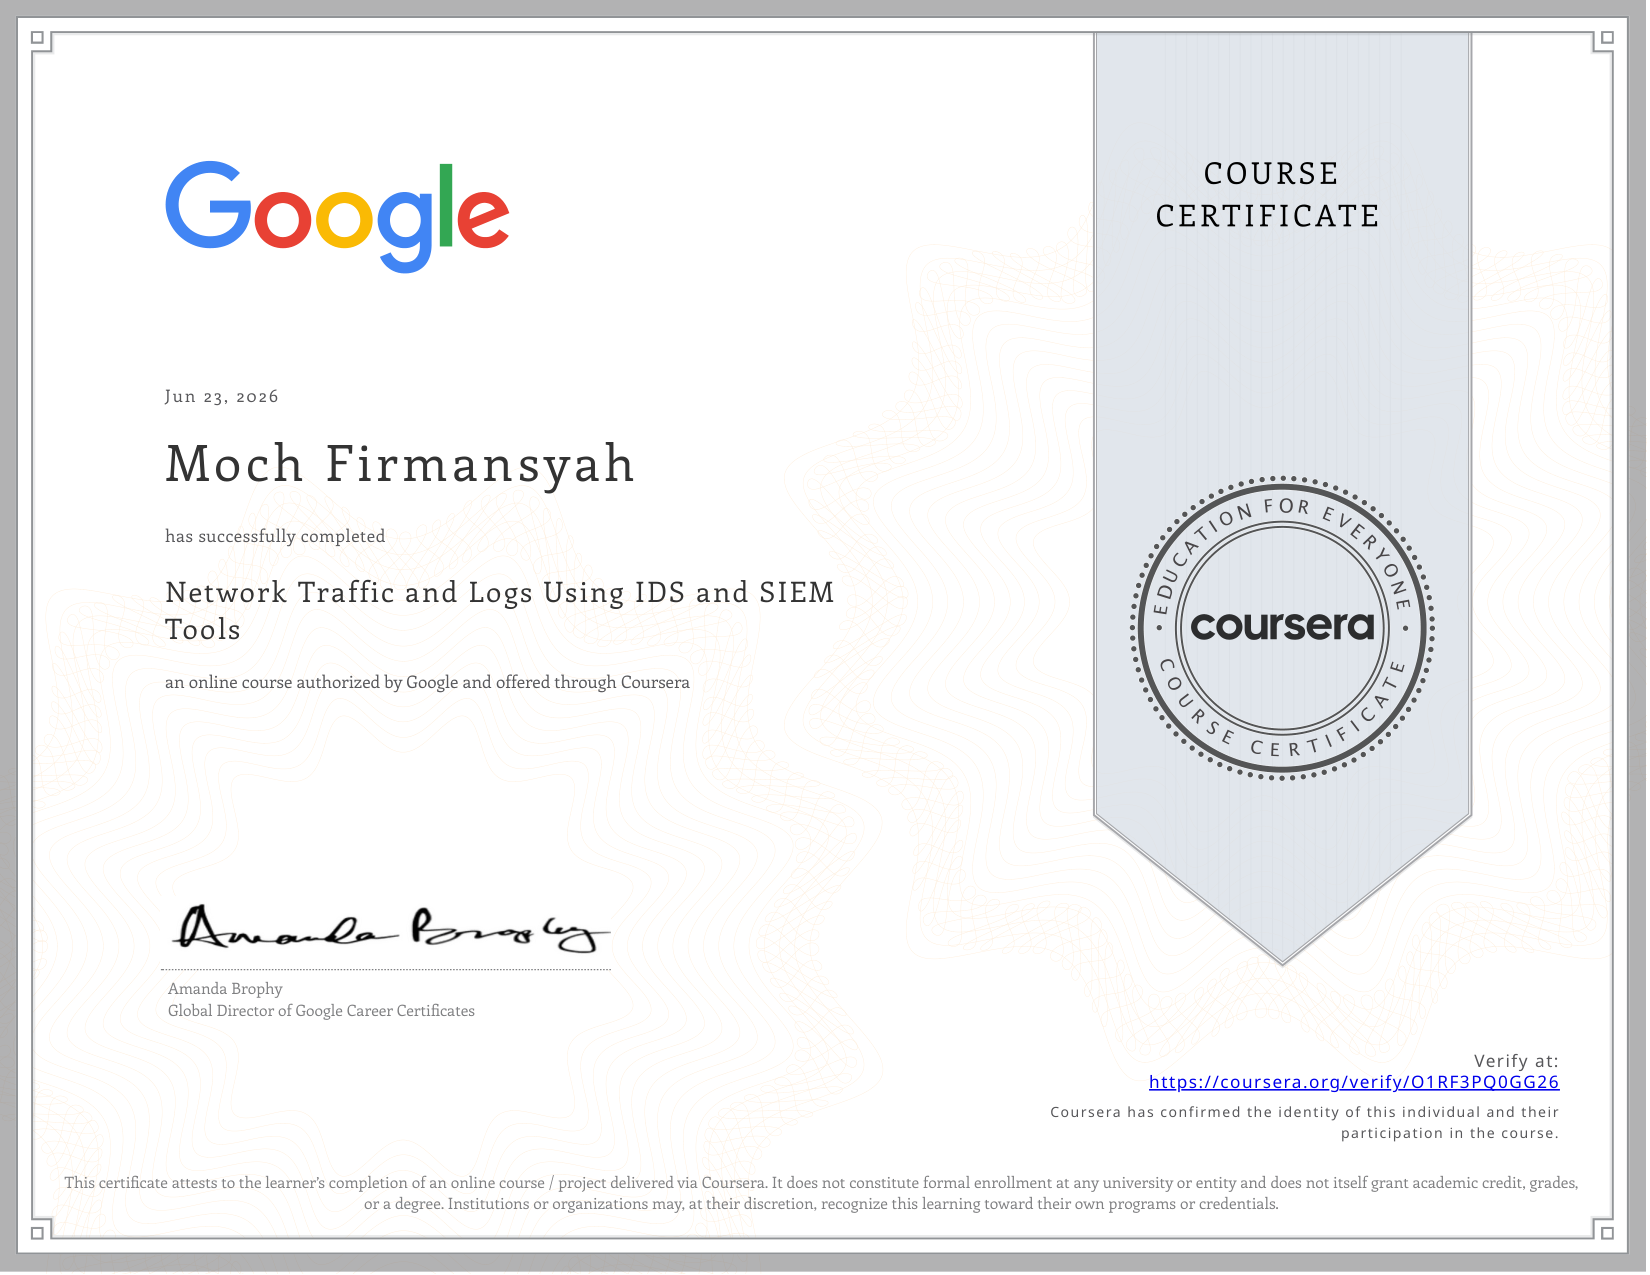 Google
COURSE
CERTIFICATE
Jun 23, 2026
Moch Firmansyah
has successfully completed
Network Traffic and Logs Using IDS and SIEM
Tools
an online course authorized by Google and offered through Coursera
EDUCATION FOR EVERYONE
coursera
COURSE CERTIFICATE
Amanda Brophy
Amanda Brophy
Global Director of Google Career Certificates
Verify at:
https://coursera.org/verify/O1RF3PQ0GG26
Coursera has confirmed the identity of this individual and their
participation in the course.
This certificate attests to the learner's completion of an online course / project delivered via Coursera. It does not constitute formal enrollment at any university or entity and does not itself grant academic credit, grades,
or a degree. Institutions or organizations may, at their discretion, recognize this learning toward their own programs or credentials.